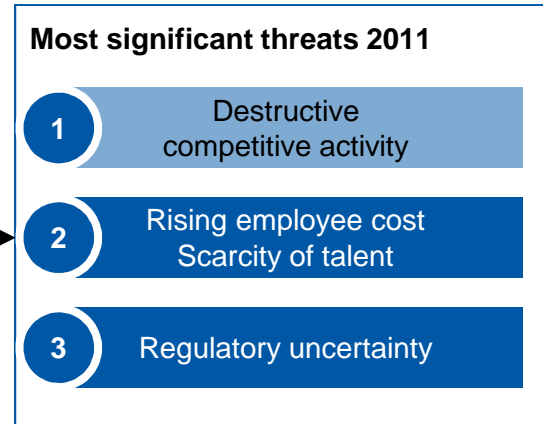 Most significant threats 2011
1
Destructive
competitive activity
2
Rising employee cost
Scarcity of talent
3
Regulatory uncertainty